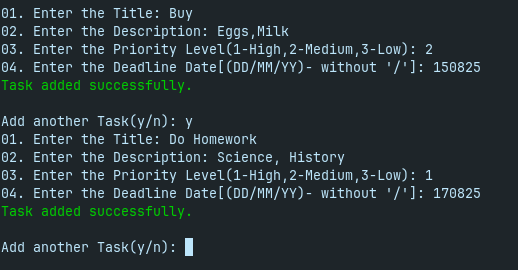 01. Enter the Title: Buy
02. Enter the Description: Eggs,Milk
03. Enter the Priority Level(1-High,2-Medium,3-Low): 2
04. Enter the Deadline Date[(DD/MM/YY)- without '/']: 150825
Task added successfully.
Add another Task(y/n): y
01. Enter the Title: Do Homework
02. Enter the Description: Science, History
03. Enter the Priority Level(1-High,2-Medium,3-Low): 1
04. Enter the Deadline Date[(DD/MM/YY)- without '/']: 170825
Task added successfully.
Add another Task(y/n):